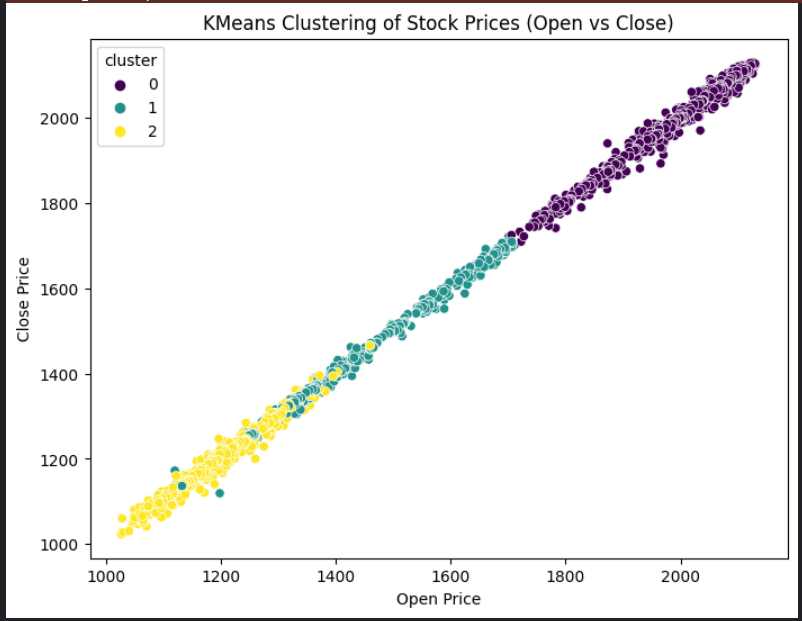 KMeans Clustering of Stock Prices (Open vs Close)
cluster
0
1
2
Close Price
2000
1800
1600
1400
1200
1000
1000 1200 1400 1600 1800 2000
Open Price